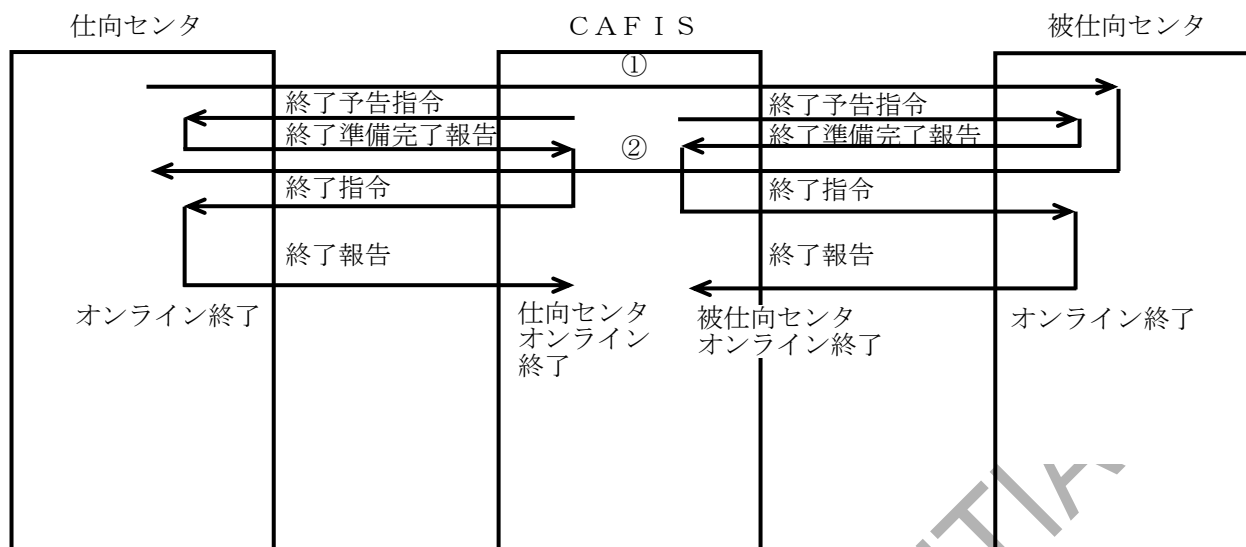 仕向センタ
ＣＡＦＩＳ
被仕向センタ
①
終了予告指令
終了予告指令
終了準備完了報告
終了準備完了報告
②
終了指令
終了指令
終了報告
終了報告
オンライン終了
仕向センタ
オンライン
終了
被仕向センタ
オンライン終了
オンライン終了